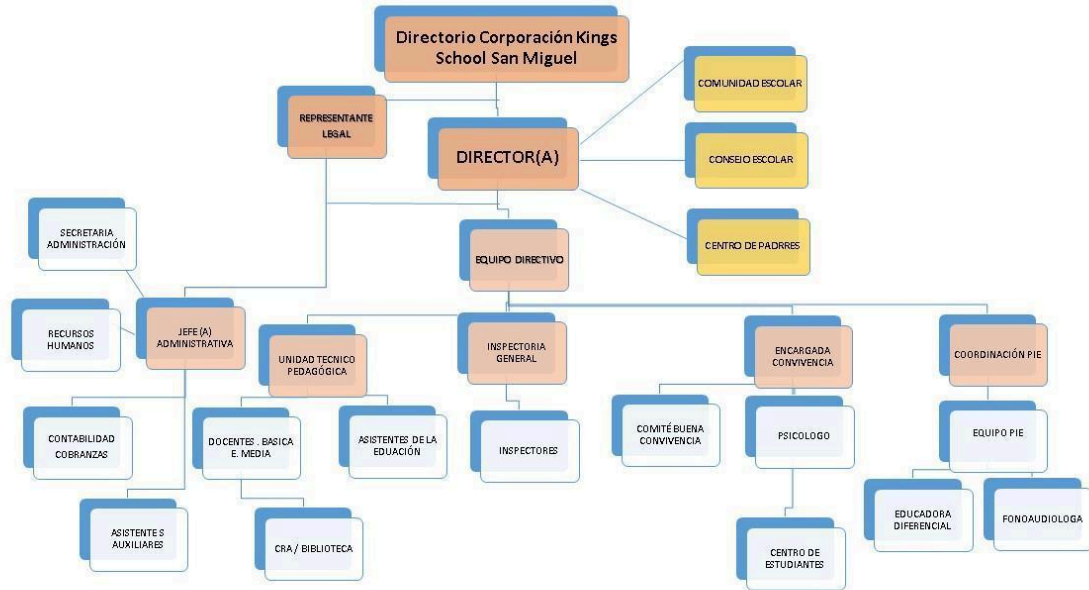 Directorio Corporación Kings
School San Miguel
COMUNIDAD ESCOLAR
REPRESENTANTE
LEGAL
DIRECTOR(A)
CONSEJO ESCOLAR
SECRETARIA
ADMINISTRACIÓN
EQUIPO DIRECTIVO
CENTRO DE PADRRES
RECURSOS
HUMANOS
JEFE (A)
ADMINISTRATIVA
UNIDAD TECNICO
PEDAGÓGICA
INSPECTORIA
GENERAL
ENCARGADA
CONVIVENCIA
COORDINACIÓN PIE
CONTABILIDAD
COBRANZAS
DOCENTES . BASICA
E. MEDIA
ASISTENTES DE LA
EDUACIÓN
INSPECTORES
COMITÉ BUENA
CONVIVENCIA
PSICOLOGO
EQUIPO PIE
ASISTENTE S
AUXILIARES
CRA / BIBLIOTECA
CENTRO DE
ESTUDIANTES
EDUCADORA
DIFERENCIAL
FONOAUDIOLOGA